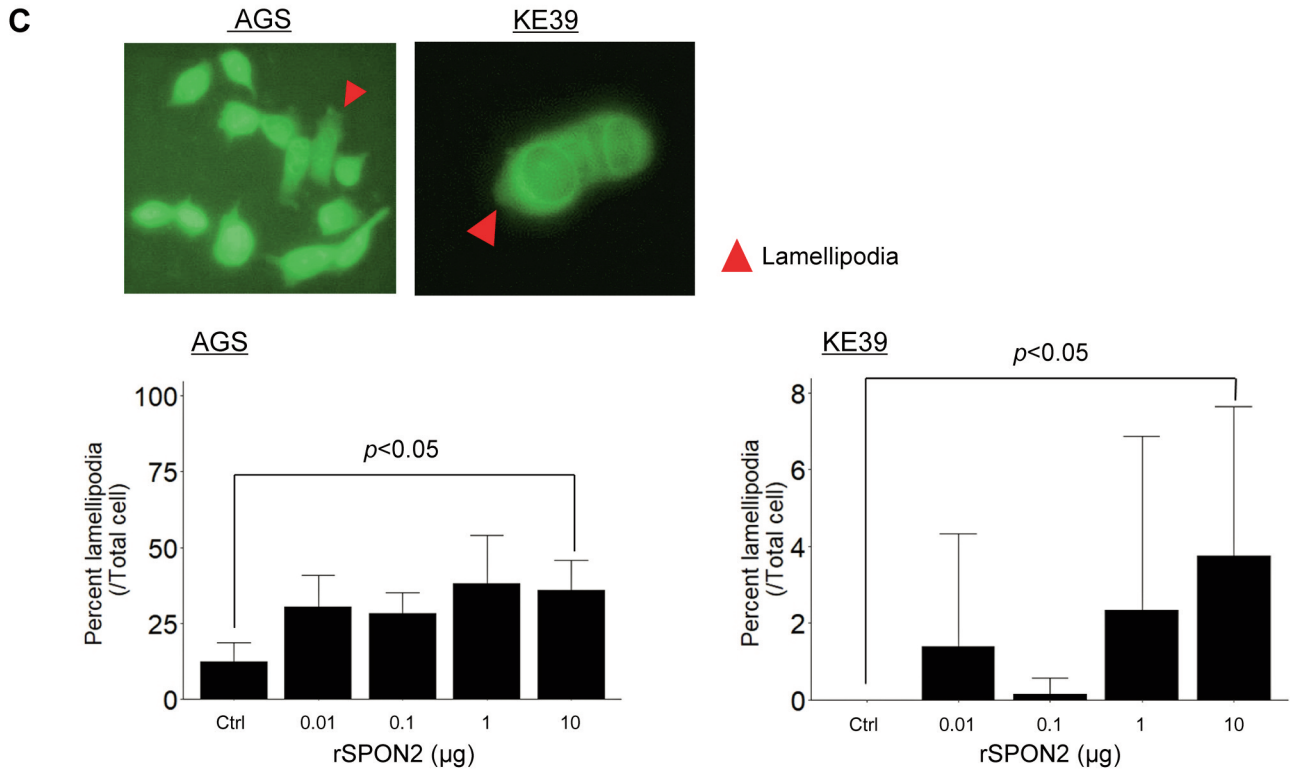 C
AGS
KE39
Lamellipodia
AGS
100
75
50
25
0
Percent lamellipodia
(/Total cell)
p<0.05
Ctrl 0.01 0.1 1 10
rSPON2 (µg)
KE39
8
6
4
2
0
Percent lamellipodia
(/Total cell)
p<0.05
Ctrl 0.01 0.1 1 10
rSPON2 (µg)